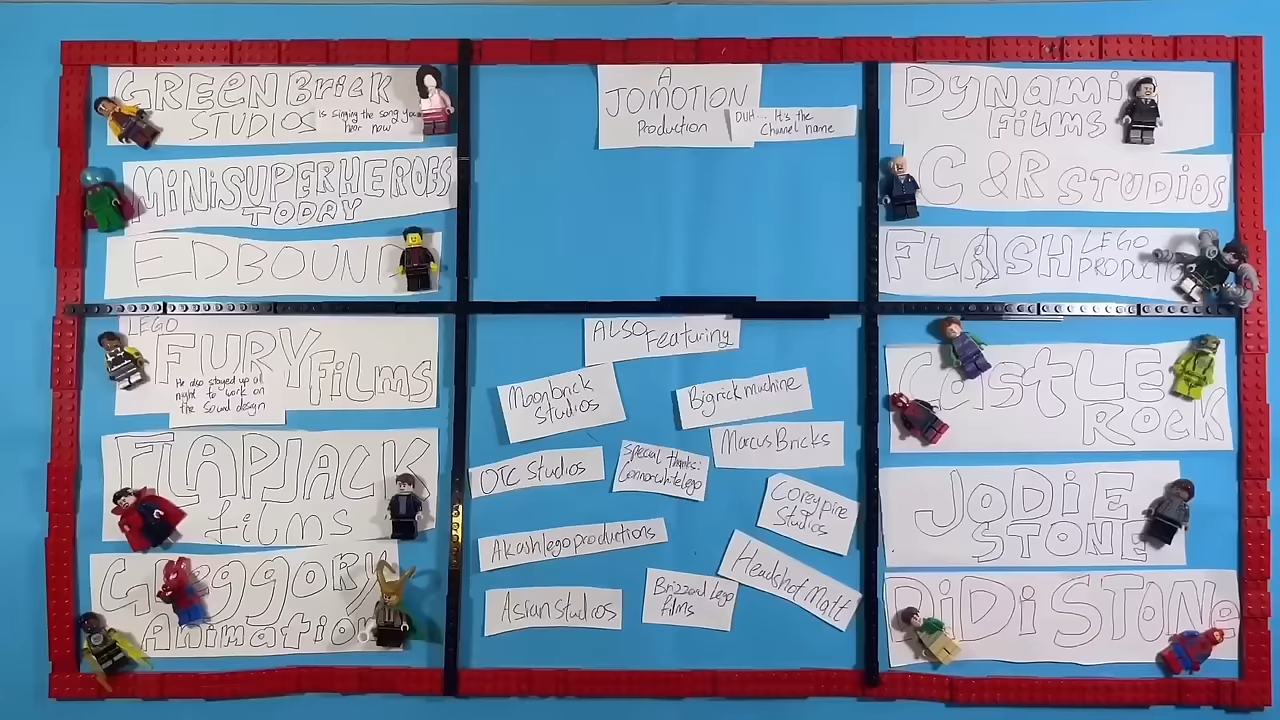 GREEN Brick
STUDIOS
is singing the song you
hear now
MINISUPERHEROES
TODAY
EDBOUND
A
JOMOTION
Production
DUH... It's the
Channel name
DYNAMI
FILMS
C & R STUDIOS
FLASH LEGO
PRODUCTIO
LEGO
FURY FiLms
He also stayed up all
night to work on
the sound design
FLAPJACK
films
Greggory
Animation
ALSO Featuring
Moonbrick
Studios
Bigrickmachine
Marcus Bricks
OTC Studios
Special thanks:
Connorwhitelego
Coreypire
Studios
Akashlegoproductions
Headshot Matt
Asian Studios
Brizzard Lego
films
CastLE
ROCK
JODiE
STONE
DiDi STONe